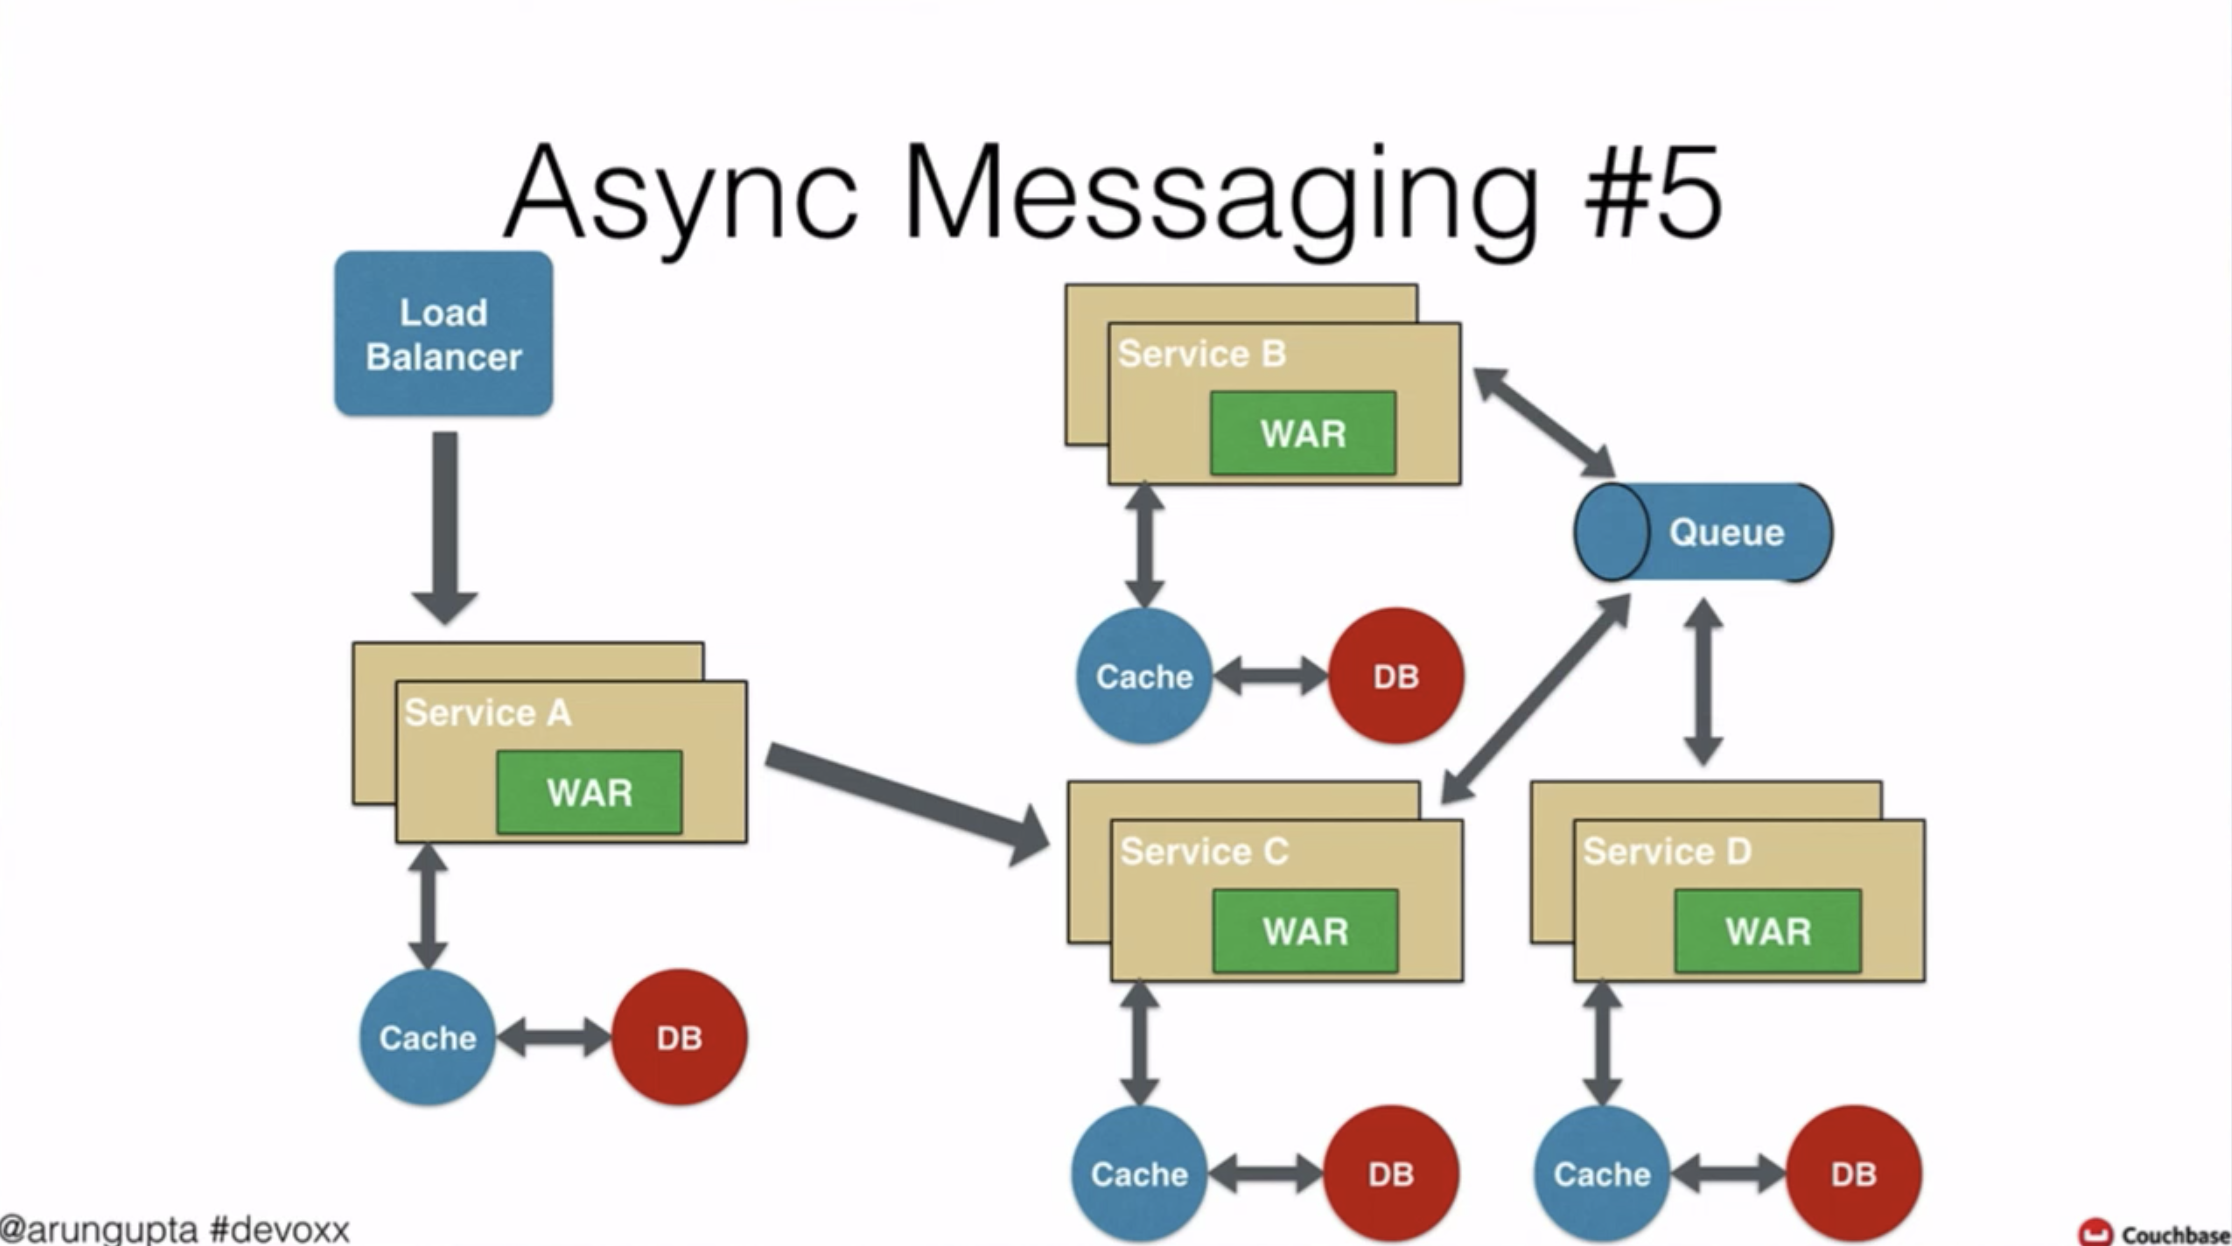 Async Messaging #5
Load
Balancer
Service B
WAR
Queue
Service A
WAR
Cache
DB
Service C
WAR
Service D
WAR
Cache
DB
Cache
DB
Cache
DB
@arungupta #devoxx
Couchbase